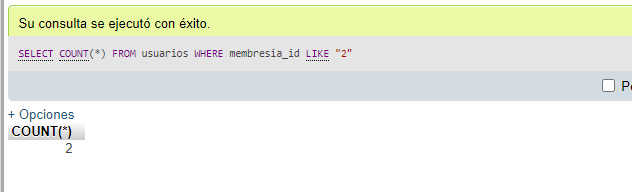 Su consulta se ejecutó con éxito.
SELECT COUNT(*) FROM usuarios WHERE membresia_id LIKE "2"
+ Opciones
COUNT(*)
2